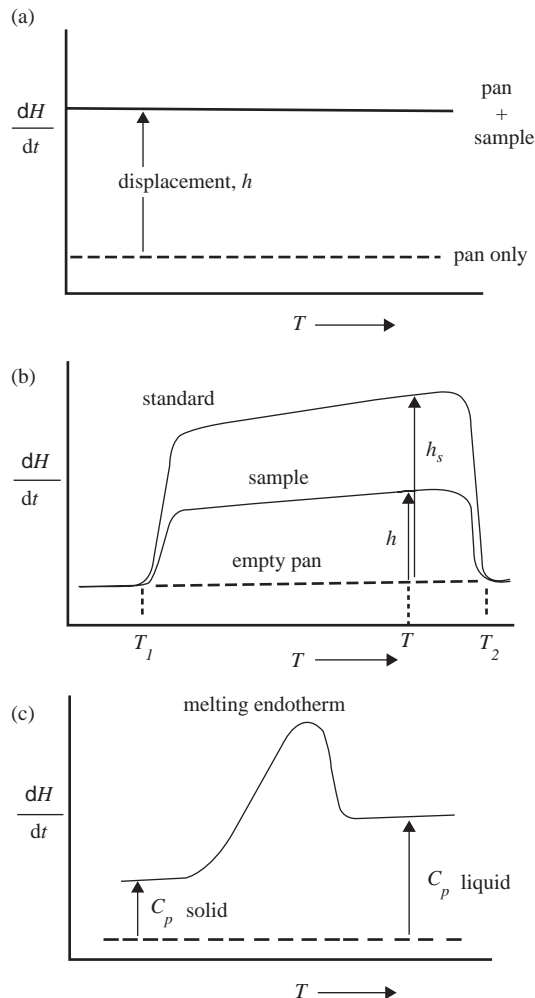 (a)
dH
dt
pan
+
sample
displacement, h
pan only
T
(b)
standard
dH
dt
h_s
sample
h
empty pan
T_1
T
T_2
T
(c)
melting endotherm
dH
dt
C_p liquid
C_p solid
T